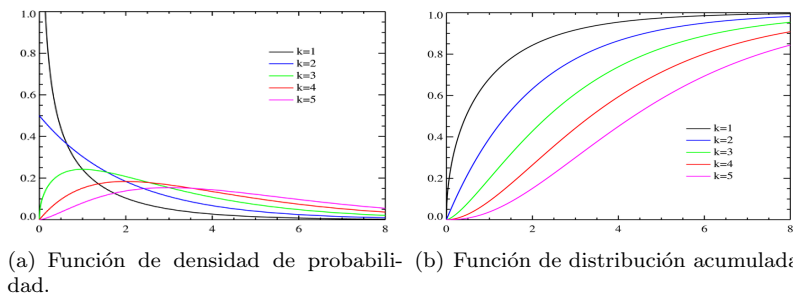 1.0
0.8
0.6
0.4
0.2
0.0
0
2
4
6
8
k=1
k=2
k=3
k=4
k=5
1.0
0.8
0.6
0.4
0.2
0.0
0
2
4
6
8
k=1
k=2
k=3
k=4
k=5
(a) Función de densidad de probabili-
dad.
(b) Función de distribución acumulada